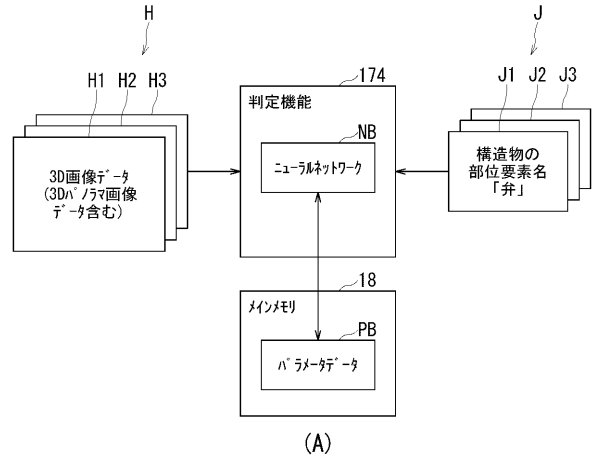 H
J
H1 H2 H3
174
J1 J2 J3
判定機能
NB
ﾆｭｰﾗﾙﾈｯﾄﾜｰｸ
3D画像ﾃﾞｰﾀ
(3Dﾊﾟﾉﾗﾏ画像
ﾃﾞｰﾀ含む)
構造物の
部位要素名
「弁」
18
ﾒｲﾝﾒﾓﾘ
PB
ﾊﾟﾗﾒｰﾀﾃﾞｰﾀ
(A)